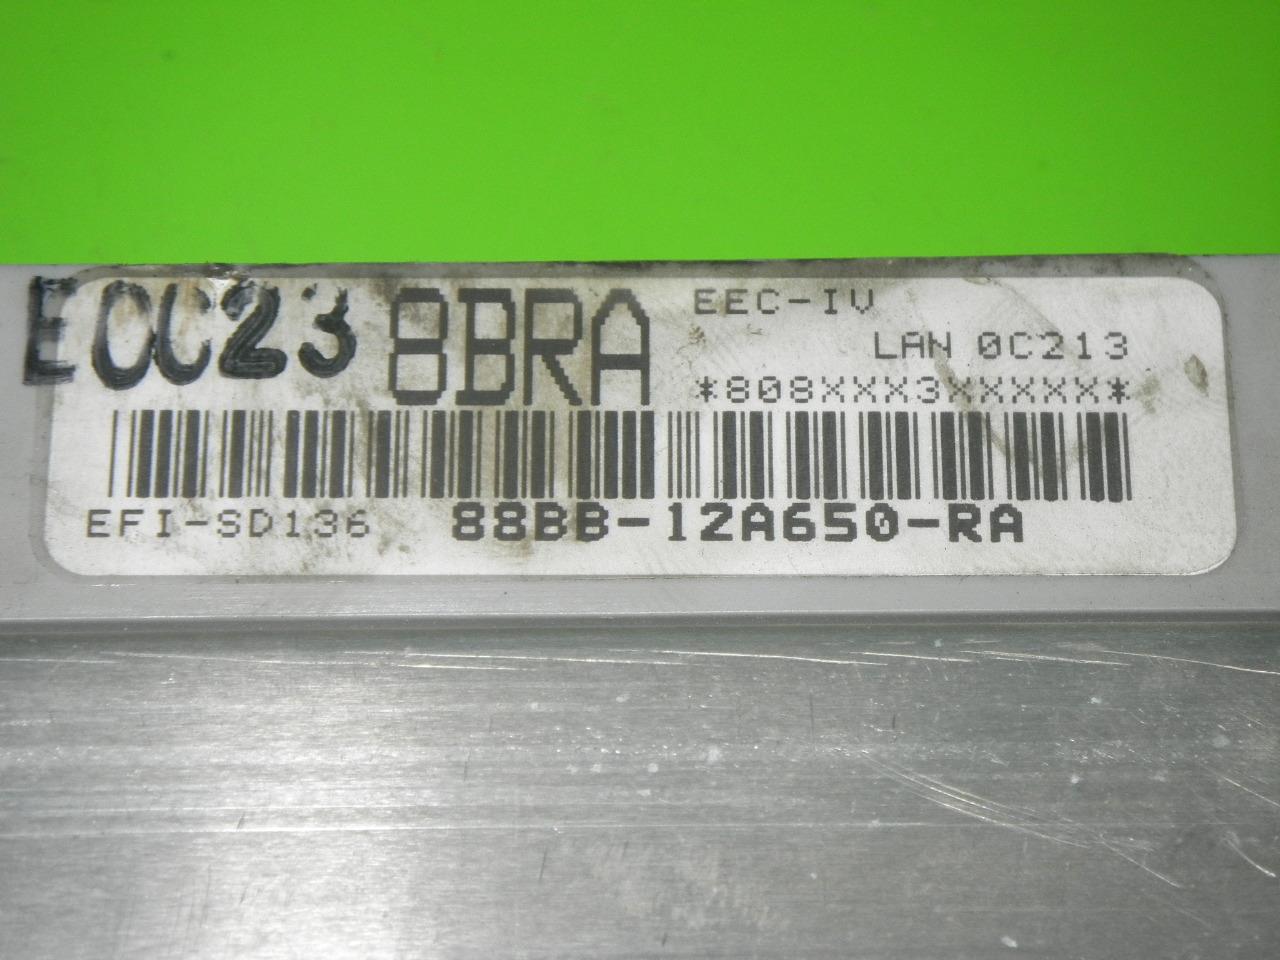 EOC23 8BRA EEC-IV
LAN 0C213
*808XXX3XXXXX*
EFI-SD136 88BB-12A650-RA